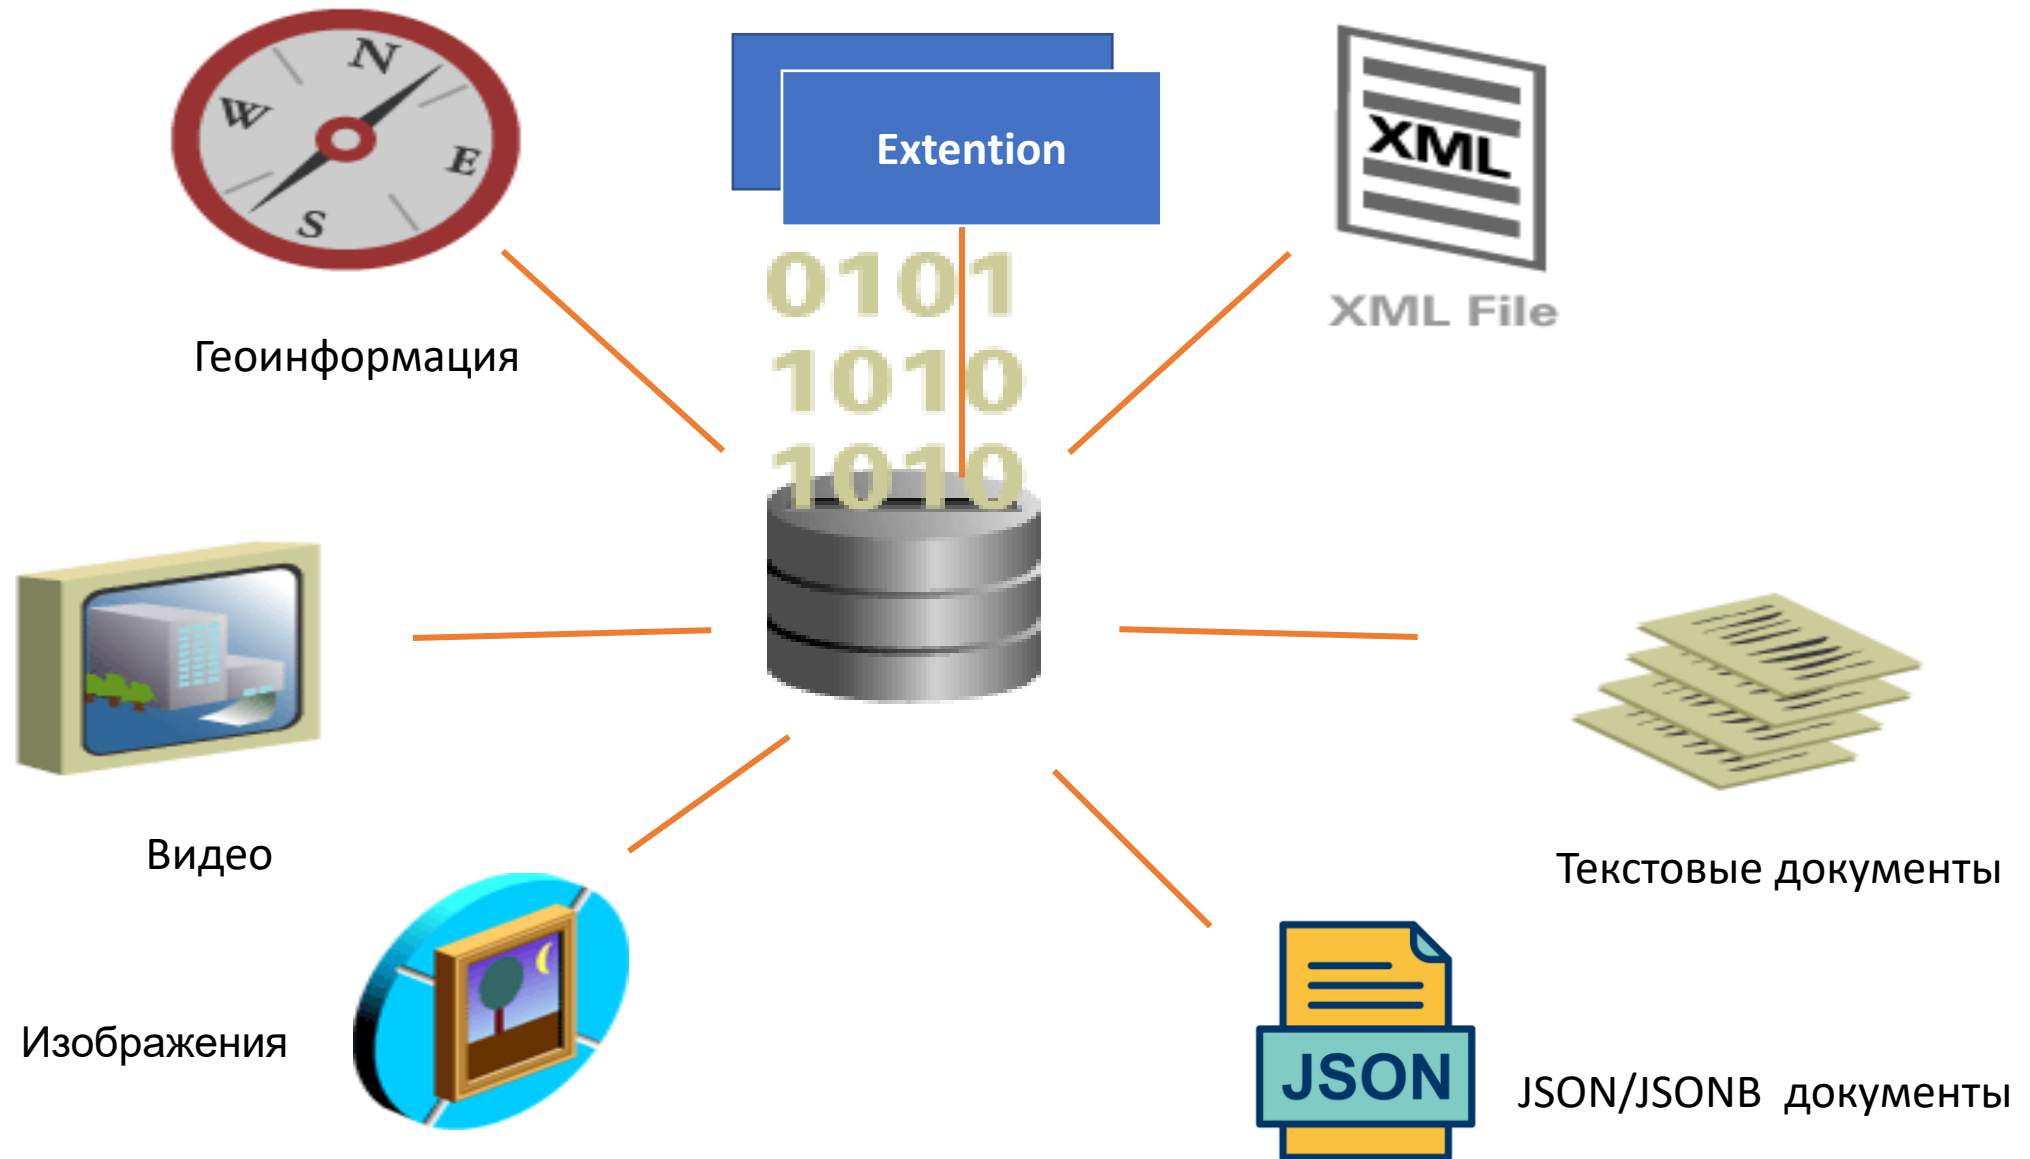 N
W
E
S
Extention
XML
XML File
0101
1010
1010
Геоинформация
Видео
Текстовые документы
Изображения
JSON
JSON/JSONB документы